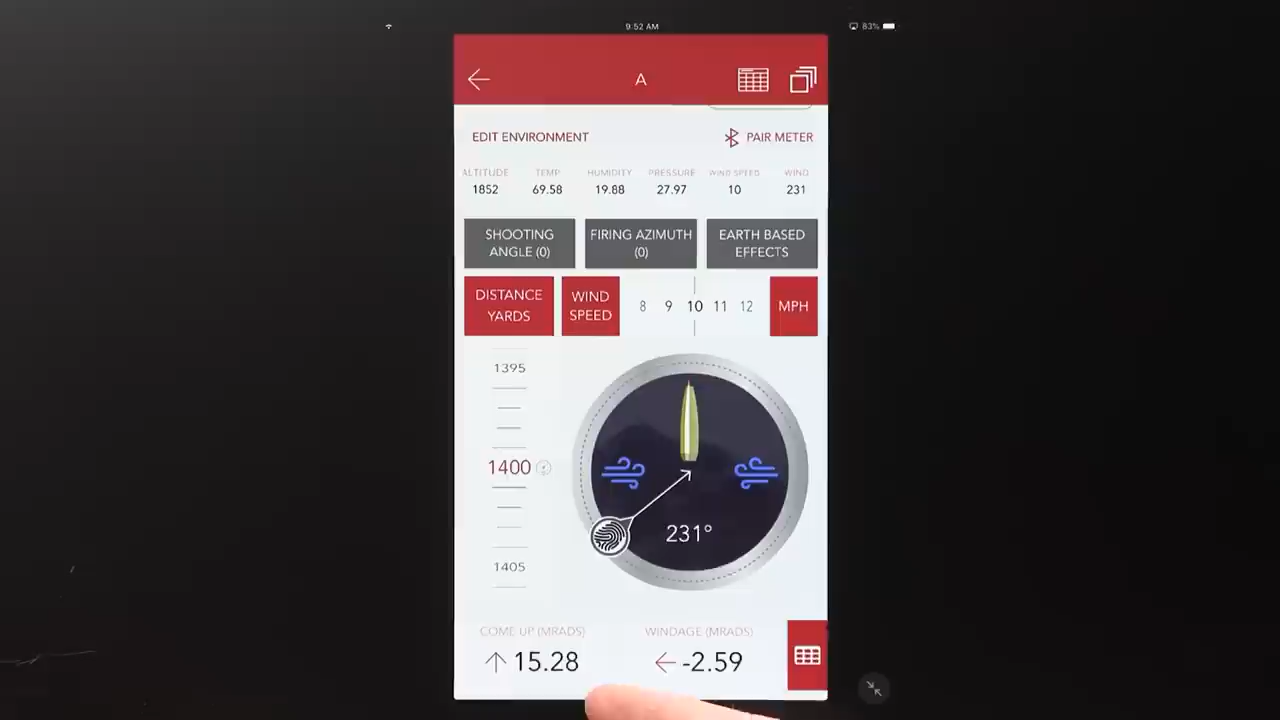 9:52 AM
83%
A
EDIT ENVIRONMENT
PAIR METER
ALTITUDE TEMP HUMIDITY PRESSURE WIND SPEED WIND
1852 69.58 19.88 27.97 10 231
SHOOTING
ANGLE (0)
FIRING AZIMUTH
(0)
EARTH BASED
EFFECTS
DISTANCE
YARDS
WIND
SPEED
8 9 10 11 12
MPH
1395
1400
1405
231°
COME UP (MRADS)
15.28
WINDAGE (MRADS)
-2.59